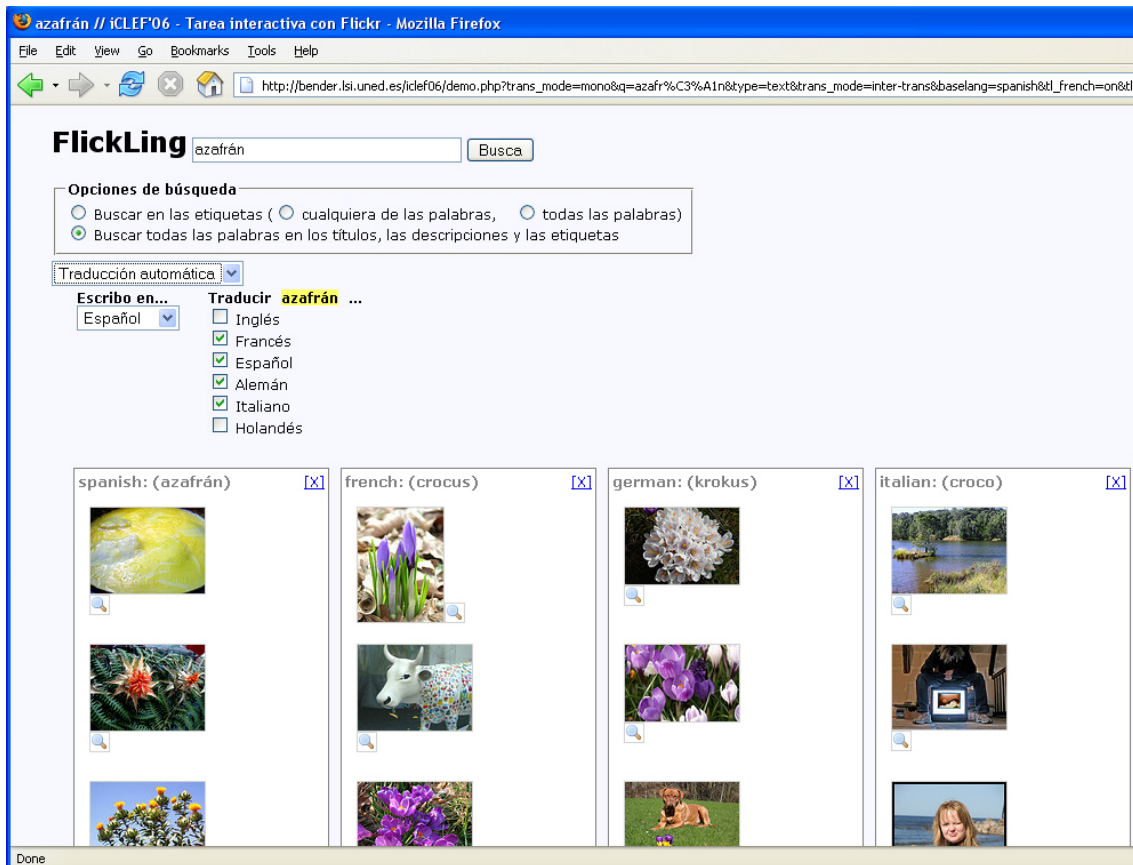 azafrán // iCLEF'06 - Tarea interactiva con Flickr - Mozilla Firefox
File Edit View Go Bookmarks Tools Help
http://bender.lsi.uned.es/iclef06/demo.php?trans_mode=mono&q=azafr%C3%A1n&type=text&trans_mode=inter-trans&baselang=spanish&tl_french=on&tl
FlickLing azafrán Busca
Opciones de búsqueda
Buscar en las etiquetas ( cualquiera de las palabras, todas las palabras)
Buscar todas las palabras en los títulos, las descripciones y las etiquetas
Traducción automática
Escribo en... Traducir azafrán ...
Español Inglés
Francés
Español
Alemán
Italiano
Holandés
spanish: (azafrán) [X] french: (crocus) [X] german: (krokus) [X] italian: (croco) [X]
Done